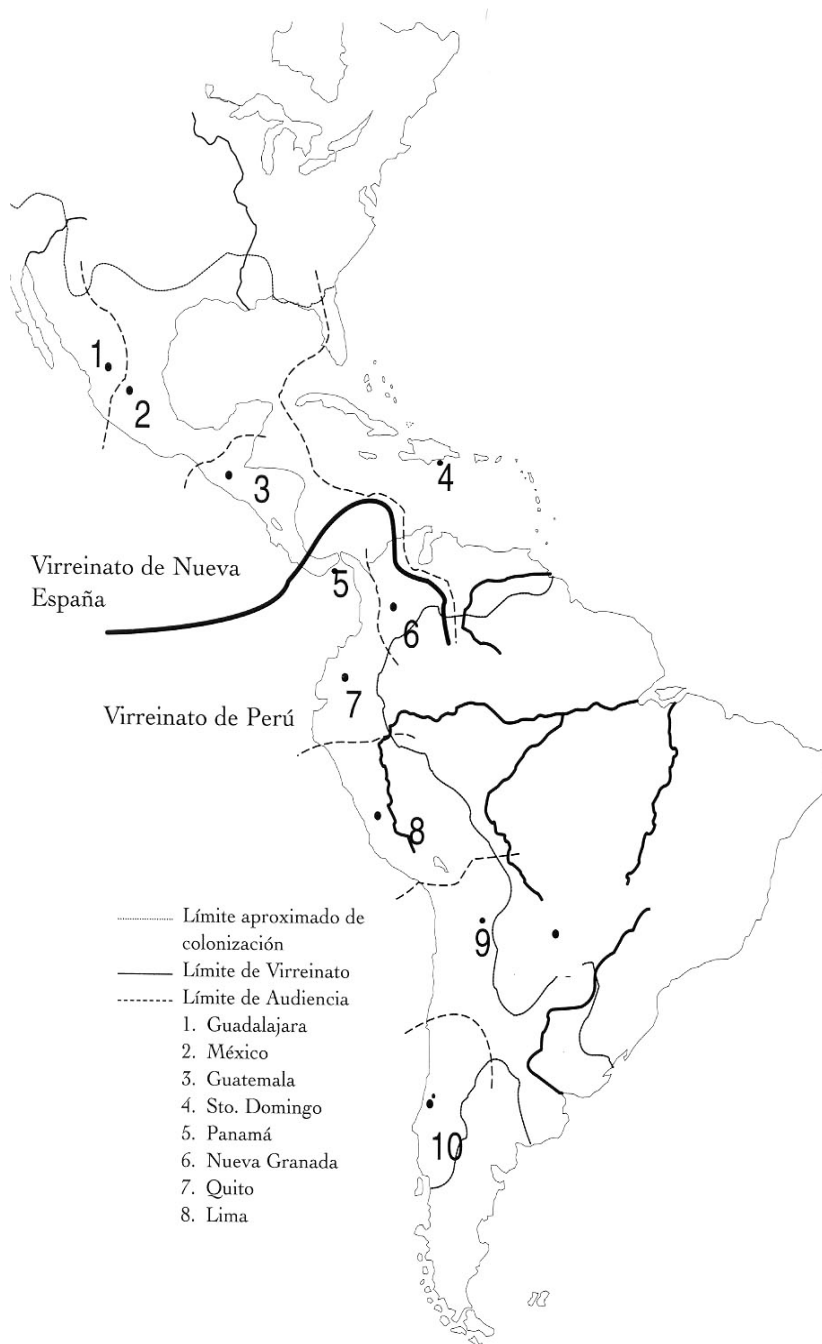 1
2
3
4
Virreinato de Nueva
España
5
6
7
Virreinato de Perú
8
9
10
Límite aproximado de
colonización
Límite de Virreinato
Límite de Audiencia
1. Guadalajara
2. México
3. Guatemala
4. Sto. Domingo
5. Panamá
6. Nueva Granada
7. Quito
8. Lima